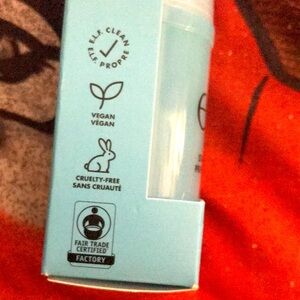 E.L.F. CLEAN
E.L.F. PROPRE
VEGAN
VÉGAN
CRUELTY-FREE
SANS CRUAUTÉ
FAIR TRADE
CERTIFIED
FACTORY